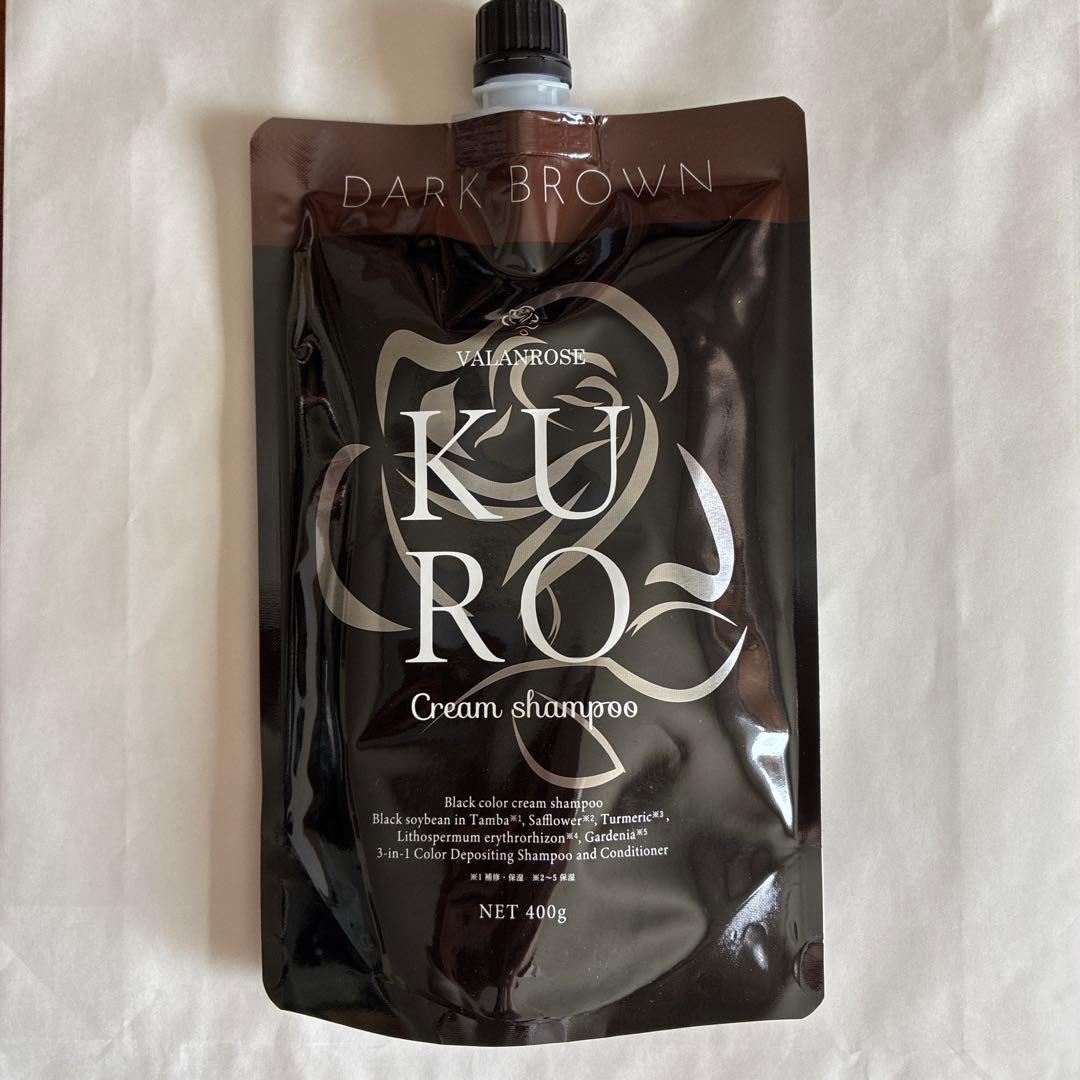 DARK BROWN
VALANROSE
KU
RO
Cream shampoo
Black color cream shampoo
Black soybean in Tamba※1, Safflower※2, Turmeric※3,
Lithospermum erythrorhizon※4, Gardenia※5
3-in-1 Color Depositing Shampoo and Conditioner
※1 補修・保湿 ※2～5 保湿
NET 400g